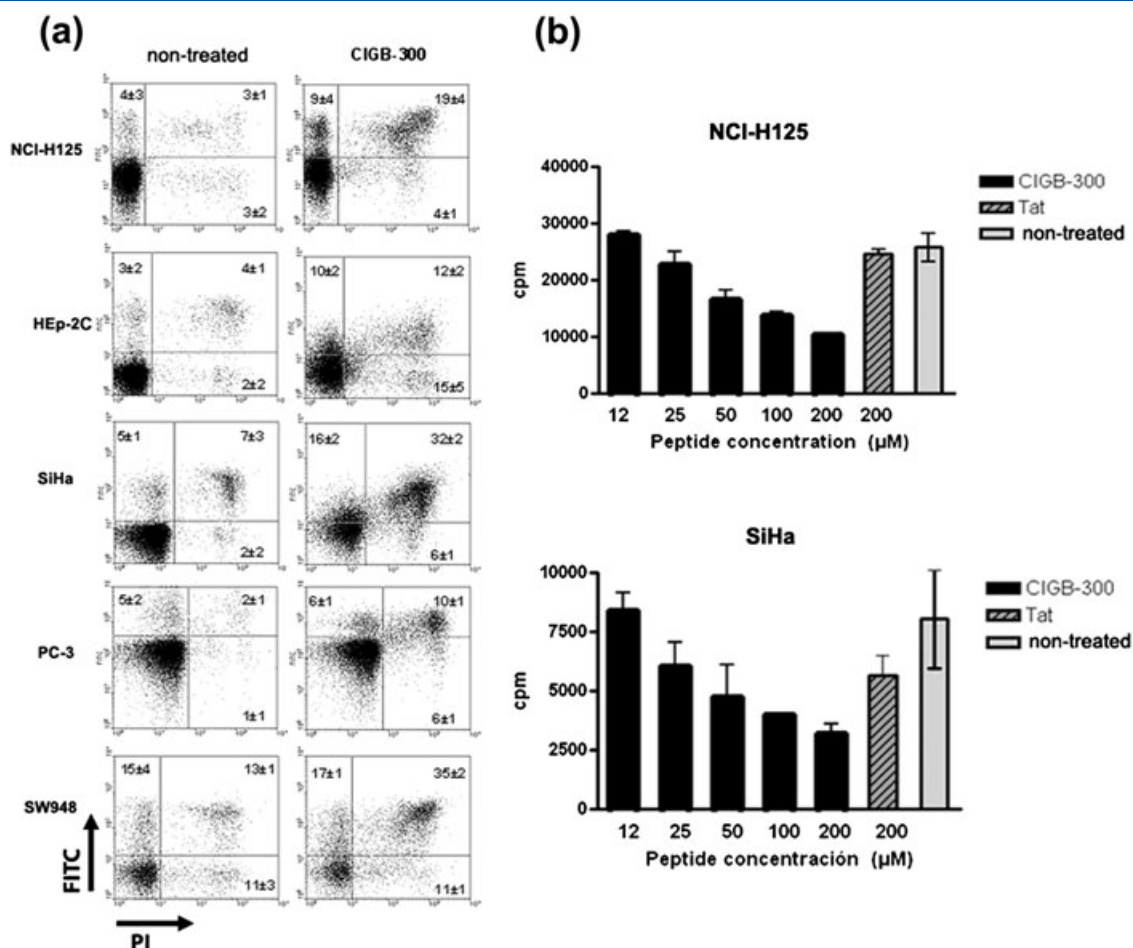 (a)
non-treated
CIGB-300
NCI-H125
4±3
3±1
3±2
9±4
19±4
4±1
HEp-2C
3±2
4±1
2±2
10±2
12±2
15±5
SiHa
5±1
7±3
2±2
16±2
32±2
6±1
PC-3
5±2
2±1
1±1
6±1
10±1
6±1
SW948
15±4
13±1
11±3
17±1
35±2
11±1
FITC
PI
(b)
NCI-H125
40000
30000
20000
10000
0
cpm
12 25 50 100 200 200
Peptide concentration (µM)
CIGB-300
Tat
non-treated
SiHa
10000
7500
5000
2500
0
cpm
12 25 50 100 200 200
Peptide concentración (µM)
CIGB-300
Tat
non-treated